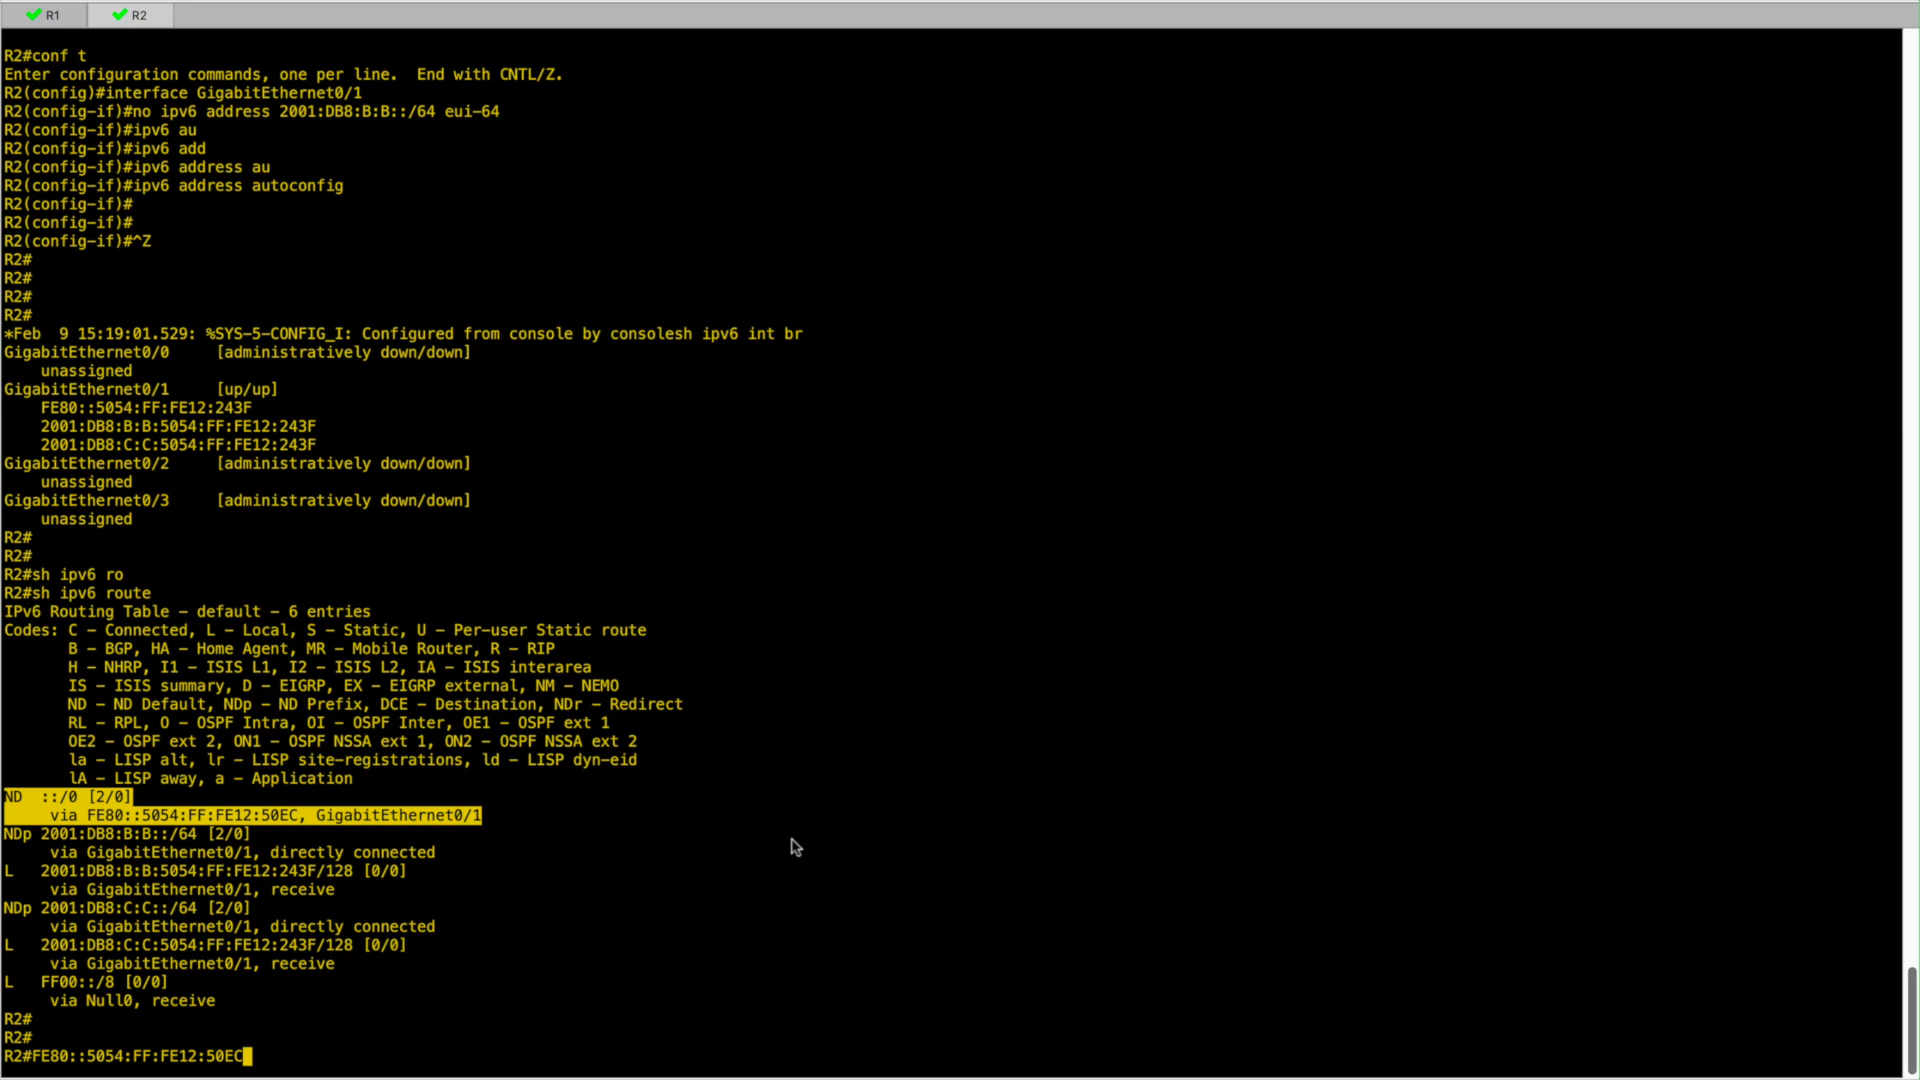 R1
R2
R2#conf t
Enter configuration commands, one per line.  End with CNTL/Z.
R2(config)#interface GigabitEthernet0/1
R2(config-if)#no ipv6 address 2001:DB8:B:B::/64 eui-64
R2(config-if)#ipv6 au
R2(config-if)#ipv6 add
R2(config-if)#ipv6 address au
R2(config-if)#ipv6 address autoconfig
R2(config-if)#
R2(config-if)#
R2(config-if)#^Z
R2#
R2#
R2#
R2#
*Feb  9 15:19:01.529: %SYS-5-CONFIG_I: Configured from console by consolesh ipv6 int br
GigabitEthernet0/0     [administratively down/down]
    unassigned
GigabitEthernet0/1     [up/up]
    FE80::5054:FF:FE12:243F
    2001:DB8:B:B:5054:FF:FE12:243F
    2001:DB8:C:C:5054:FF:FE12:243F
GigabitEthernet0/2     [administratively down/down]
    unassigned
GigabitEthernet0/3     [administratively down/down]
    unassigned
R2#
R2#
R2#sh ipv6 ro
R2#sh ipv6 route
IPv6 Routing Table - default - 6 entries
Codes: C - Connected, L - Local, S - Static, U - Per-user Static route
       B - BGP, HA - Home Agent, MR - Mobile Router, R - RIP
       H - NHRP, I1 - ISIS L1, I2 - ISIS L2, IA - ISIS interarea
       IS - ISIS summary, D - EIGRP, EX - EIGRP external, NM - NEMO
       ND - ND Default, NDp - ND Prefix, DCE - Destination, NDr - Redirect
       RL - RPL, O - OSPF Intra, OI - OSPF Inter, OE1 - OSPF ext 1
       OE2 - OSPF ext 2, ON1 - OSPF NSSA ext 1, ON2 - OSPF NSSA ext 2
       la - LISP alt, lr - LISP site-registrations, ld - LISP dyn-eid
       lA - LISP away, a - Application
ND  ::/0 [2/0]
     via FE80::5054:FF:FE12:50EC, GigabitEthernet0/1
NDp 2001:DB8:B:B::/64 [2/0]
     via GigabitEthernet0/1, directly connected
L   2001:DB8:B:B:5054:FF:FE12:243F/128 [0/0]
     via GigabitEthernet0/1, receive
NDp 2001:DB8:C:C::/64 [2/0]
     via GigabitEthernet0/1, directly connected
L   2001:DB8:C:C:5054:FF:FE12:243F/128 [0/0]
     via GigabitEthernet0/1, receive
L   FF00::/8 [0/0]
     via Null0, receive
R2#
R2#
R2#FE80::5054:FF:FE12:50EC